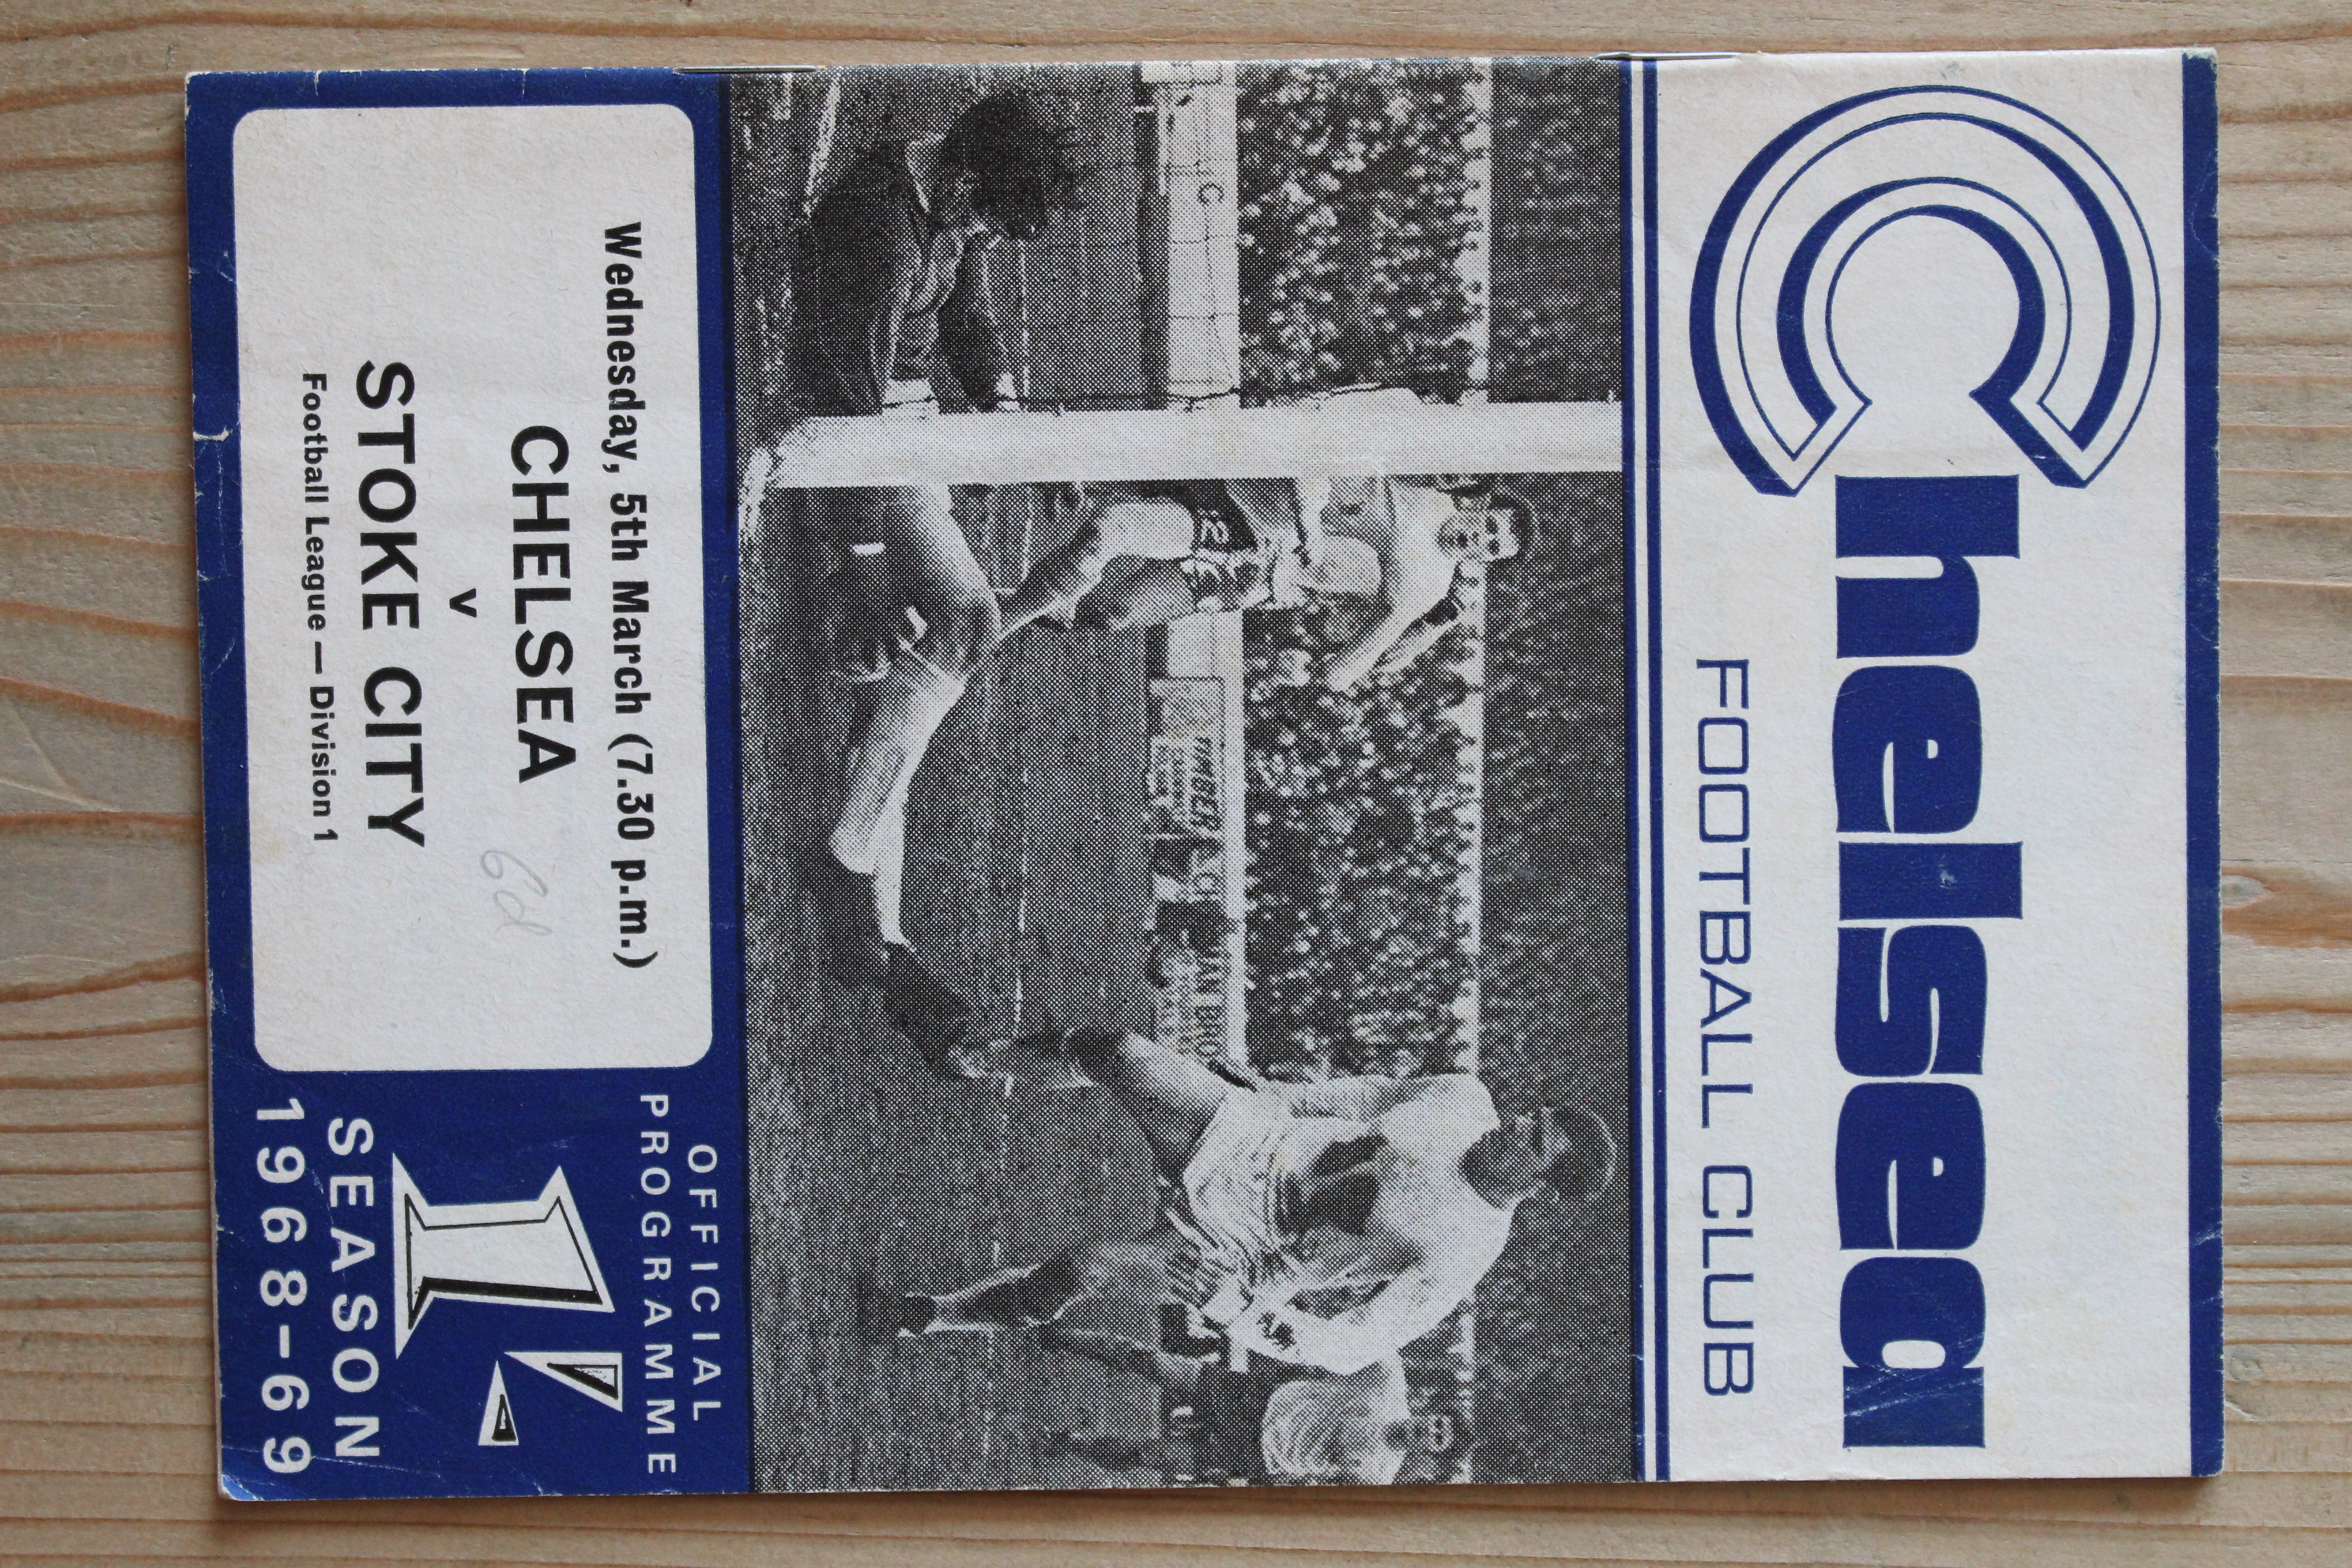 Chelsea
FOOTBALL CLUB
OFFICIAL
PROGRAMME
1/-
SEASON
1968-69
Wednesday, 5th March (7.30 p.m.)
CHELSEA
v
STOKE CITY
Football League — Division 1
6d